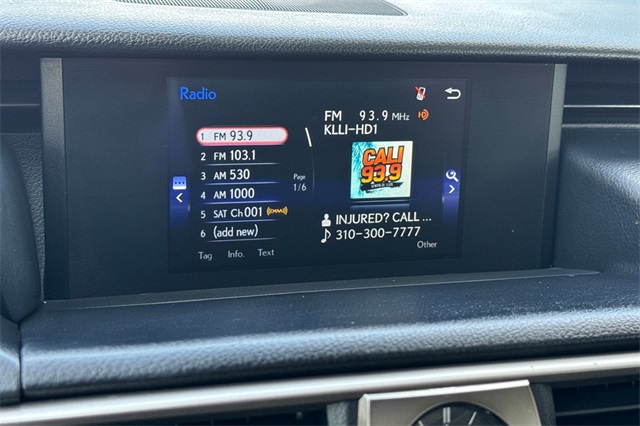 Radio
FM 93.9 MHz
KLLI-HD1
1 FM 93.9
2 FM 103.1
3 AM 530
4 AM 1000
5 SAT Ch001
6 (add new)
Page
1/6
CALI
93.9
INJURED? CALL ...
310-300-7777
Tag Info. Text
Other